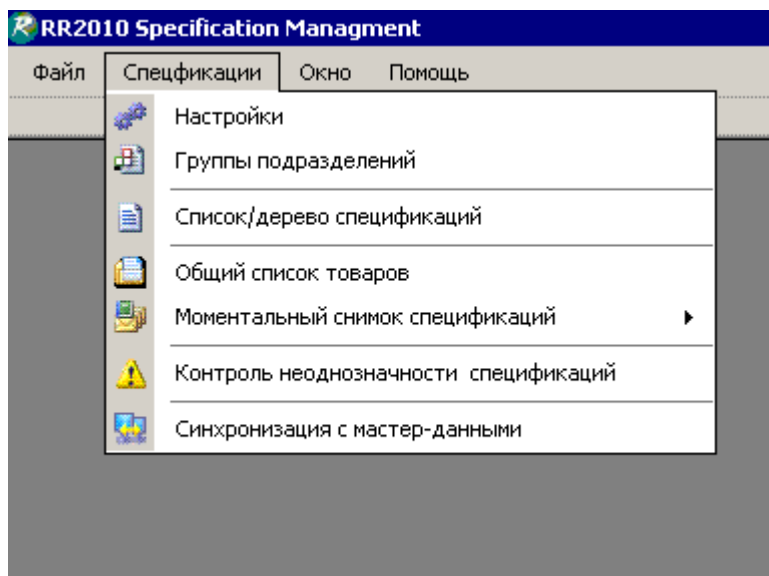 RR2010 Specification Managment
Файл Спецфикации Окно Помощь
Настройки
Группы подразделений
Список/дерево спецификаций
Общий список товаров
Моментальный снимок спецификаций
Контроль неоднозначности спецификаций
Синхронизация с мастер-данными